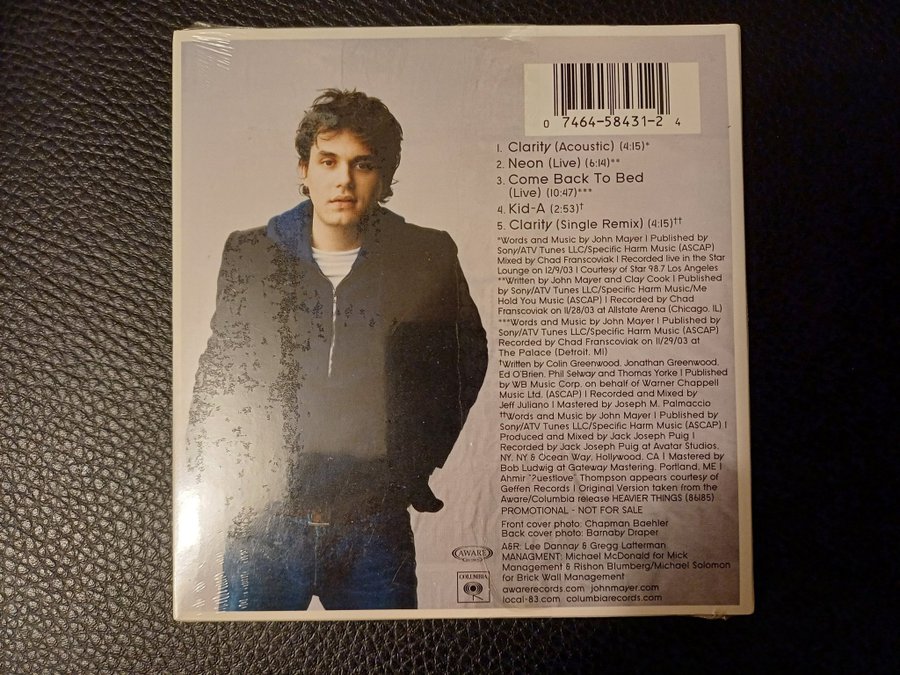 0 7464-58431-2 4
1. Clarity (Acoustic) (4:15)*
2. Neon (Live) (6:14)**
3. Come Back To Bed
(Live) (10:47)***
4. Kid-A (2:53)†
5. Clarity (Single Remix) (4:15)††
*Words and Music by John Mayer | Published by
Sony/ATV Tunes LLC/Specific Harm Music (ASCAP)
Mixed by Chad Franscoviak | Recorded live in the Star
Lounge on 12/9/03 | Courtesy of Star 98.7 Los Angeles
**Written by John Mayer and Clay Cook | Published
by Sony/ATV Tunes LLC/Specific Harm Music/Me
Hold You Music (ASCAP) | Recorded by Chad
Franscoviak on 11/28/03 at Allstate Arena (Chicago, IL)
***Words and Music by John Mayer | Published by
Sony/ATV Tunes LLC/Specific Harm Music (ASCAP)
Recorded by Chad Franscoviak on 11/29/03 at
The Palace (Detroit, MI)
†Written by Colin Greenwood, Jonathan Greenwood,
Ed O'Brien, Phil Selway and Thomas Yorke | Published
by WB Music Corp. on behalf of Warner Chappell
Music Ltd. (ASCAP) | Recorded and Mixed by
Jeff Juliano | Mastered by Joseph M. Palmaccio
††Words and Music by John Mayer | Published by
Sony/ATV Tunes LLC/Specific Harm Music (ASCAP) |
Produced and Mixed by Jack Joseph Puig |
Recorded by Jack Joseph Puig at Avatar Studios,
NY, NY & Ocean Way, Hollywood, CA | Mastered by
Bob Ludwig at Gateway Mastering, Portland, ME |
Ahmir "?uestlove" Thompson appears courtesy of
Geffen Records | Original Version taken from the
Aware/Columbia release HEAVIER THINGS (86185)
PROMOTIONAL - NOT FOR SALE
Front cover photo: Chapman Baehler
Back cover photo: Barnaby Draper
A&R: Lee Dannay & Gregg Latterman
MANAGMENT: Michael McDonald for Mick
Management & Rishon Blumberg/Michael Solomon
for Brick Wall Management
awarerecords.com johnmayer.com
local-83.com columbiarecords.com
AWARE
COLUMBIA